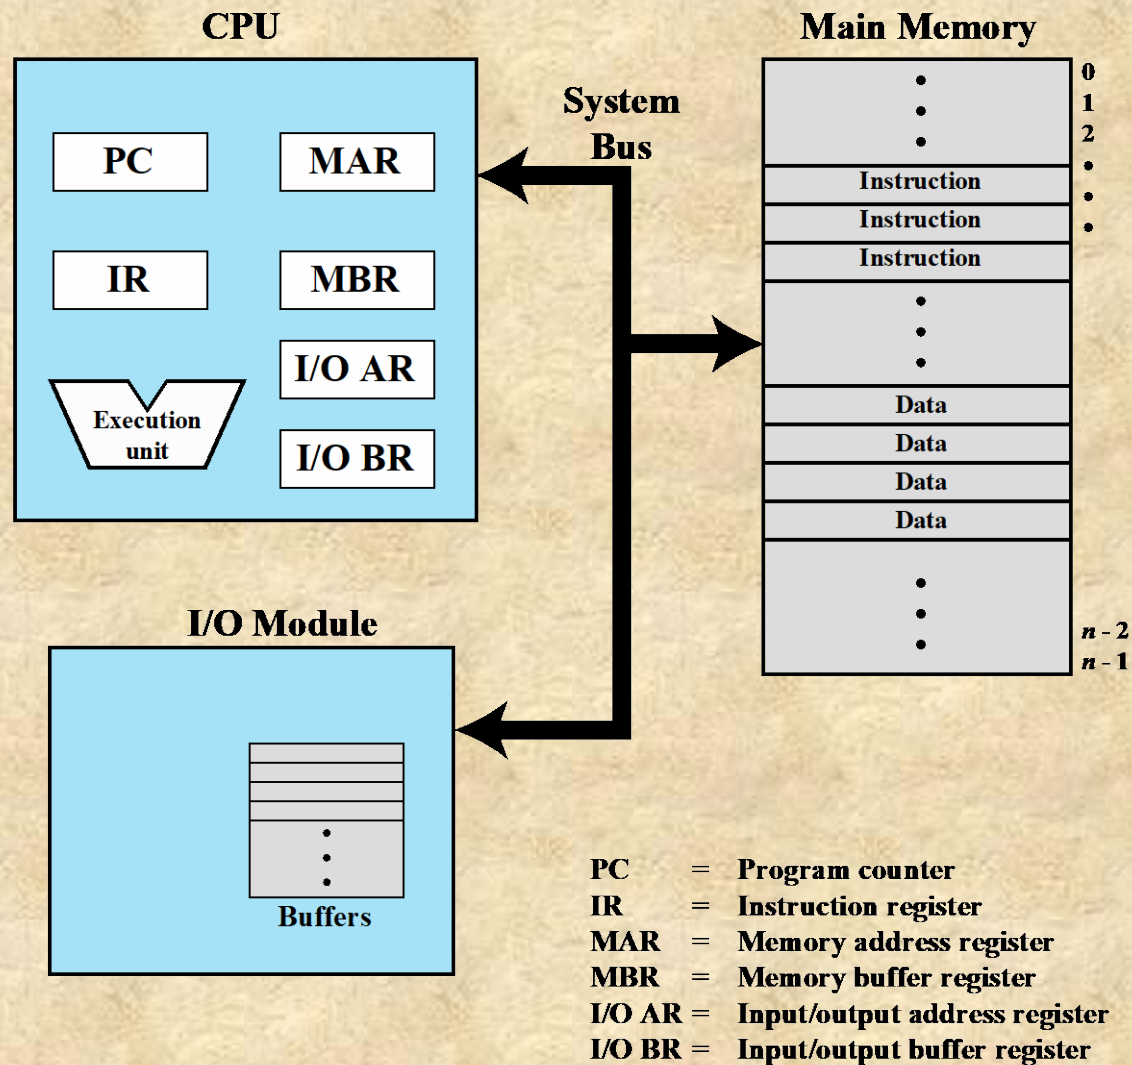 CPU
PC
MAR
IR
MBR
I/O AR
I/O BR
Execution
unit
System
Bus
Main Memory
0
1
2
Instruction
Instruction
Instruction
Data
Data
Data
Data
n - 2
n - 1
I/O Module
Buffers
PC = Program counter
IR = Instruction register
MAR = Memory address register
MBR = Memory buffer register
I/O AR = Input/output address register
I/O BR = Input/output buffer register